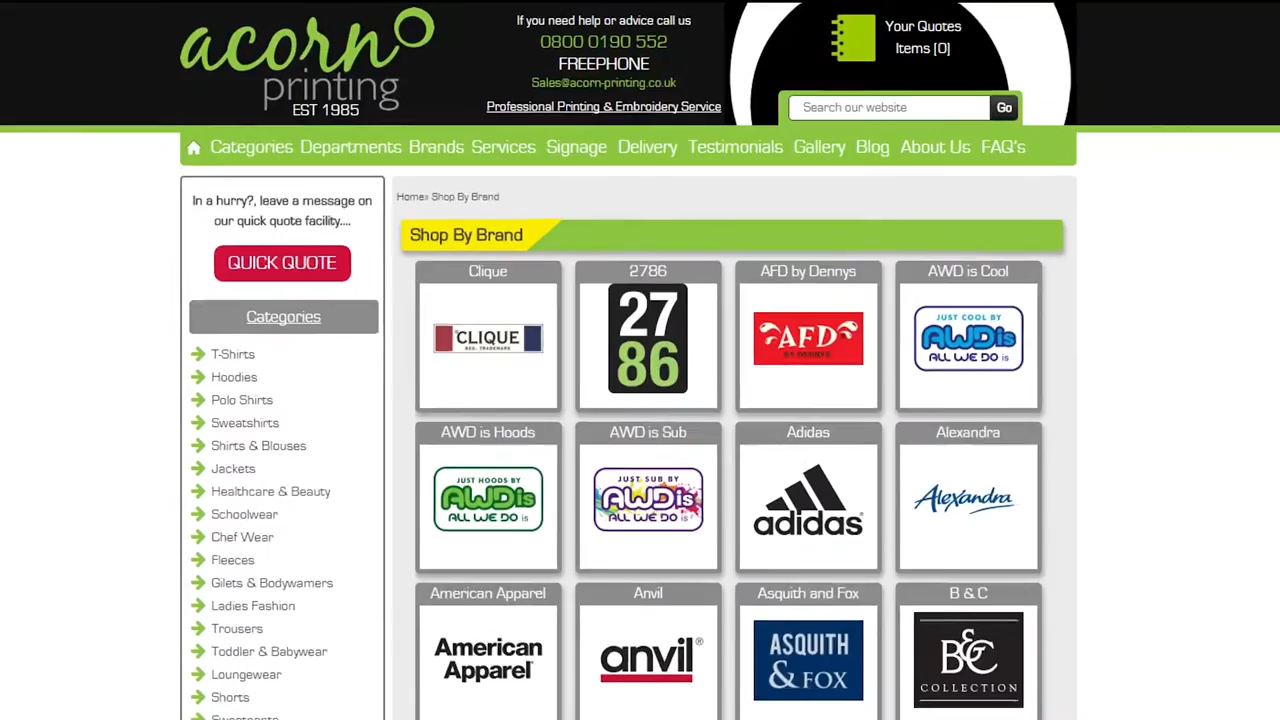 acorn
printing
EST 1985
If you need help or advice call us
0800 0190 552
FREEPHONE
Sales@acorn-printing.co.uk
Professional Printing & Embroidery Service
Your Quotes
Items [0]
Search our website
Go
Categories Departments Brands Services Signage Delivery Testimonials Gallery Blog About Us FAQ's
In a hurry?, leave a message on
our quick quote facility....
QUICK QUOTE
Categories
T-Shirts
Hoodies
Polo Shirts
Sweatshirts
Shirts & Blouses
Jackets
Healthcare & Beauty
Schoolwear
Chef Wear
Fleeces
Gilets & Bodywamers
Ladies Fashion
Trousers
Toddler & Babywear
Loungewear
Shorts
Sweatpants
Home» Shop By Brand
Shop By Brand
Clique
CLIQUE
REG. TRADEMARK
2786
27
86
AFD by Dennys
AFD
BY DENNYS
AWD is Cool
JUST COOL BY
AWDis
ALL WE DO is
AWD is Hoods
JUST HOODS BY
AWDis
ALL WE DO is
AWD is Sub
JUST SUB BY
AWDis
ALL WE DO is
Adidas
adidas®
Alexandra
Alexandra
American Apparel
American
Apparel®
Anvil
anvil®
Asquith and Fox
ASQUITH
& FOX
B & C
B&C
COLLECTION